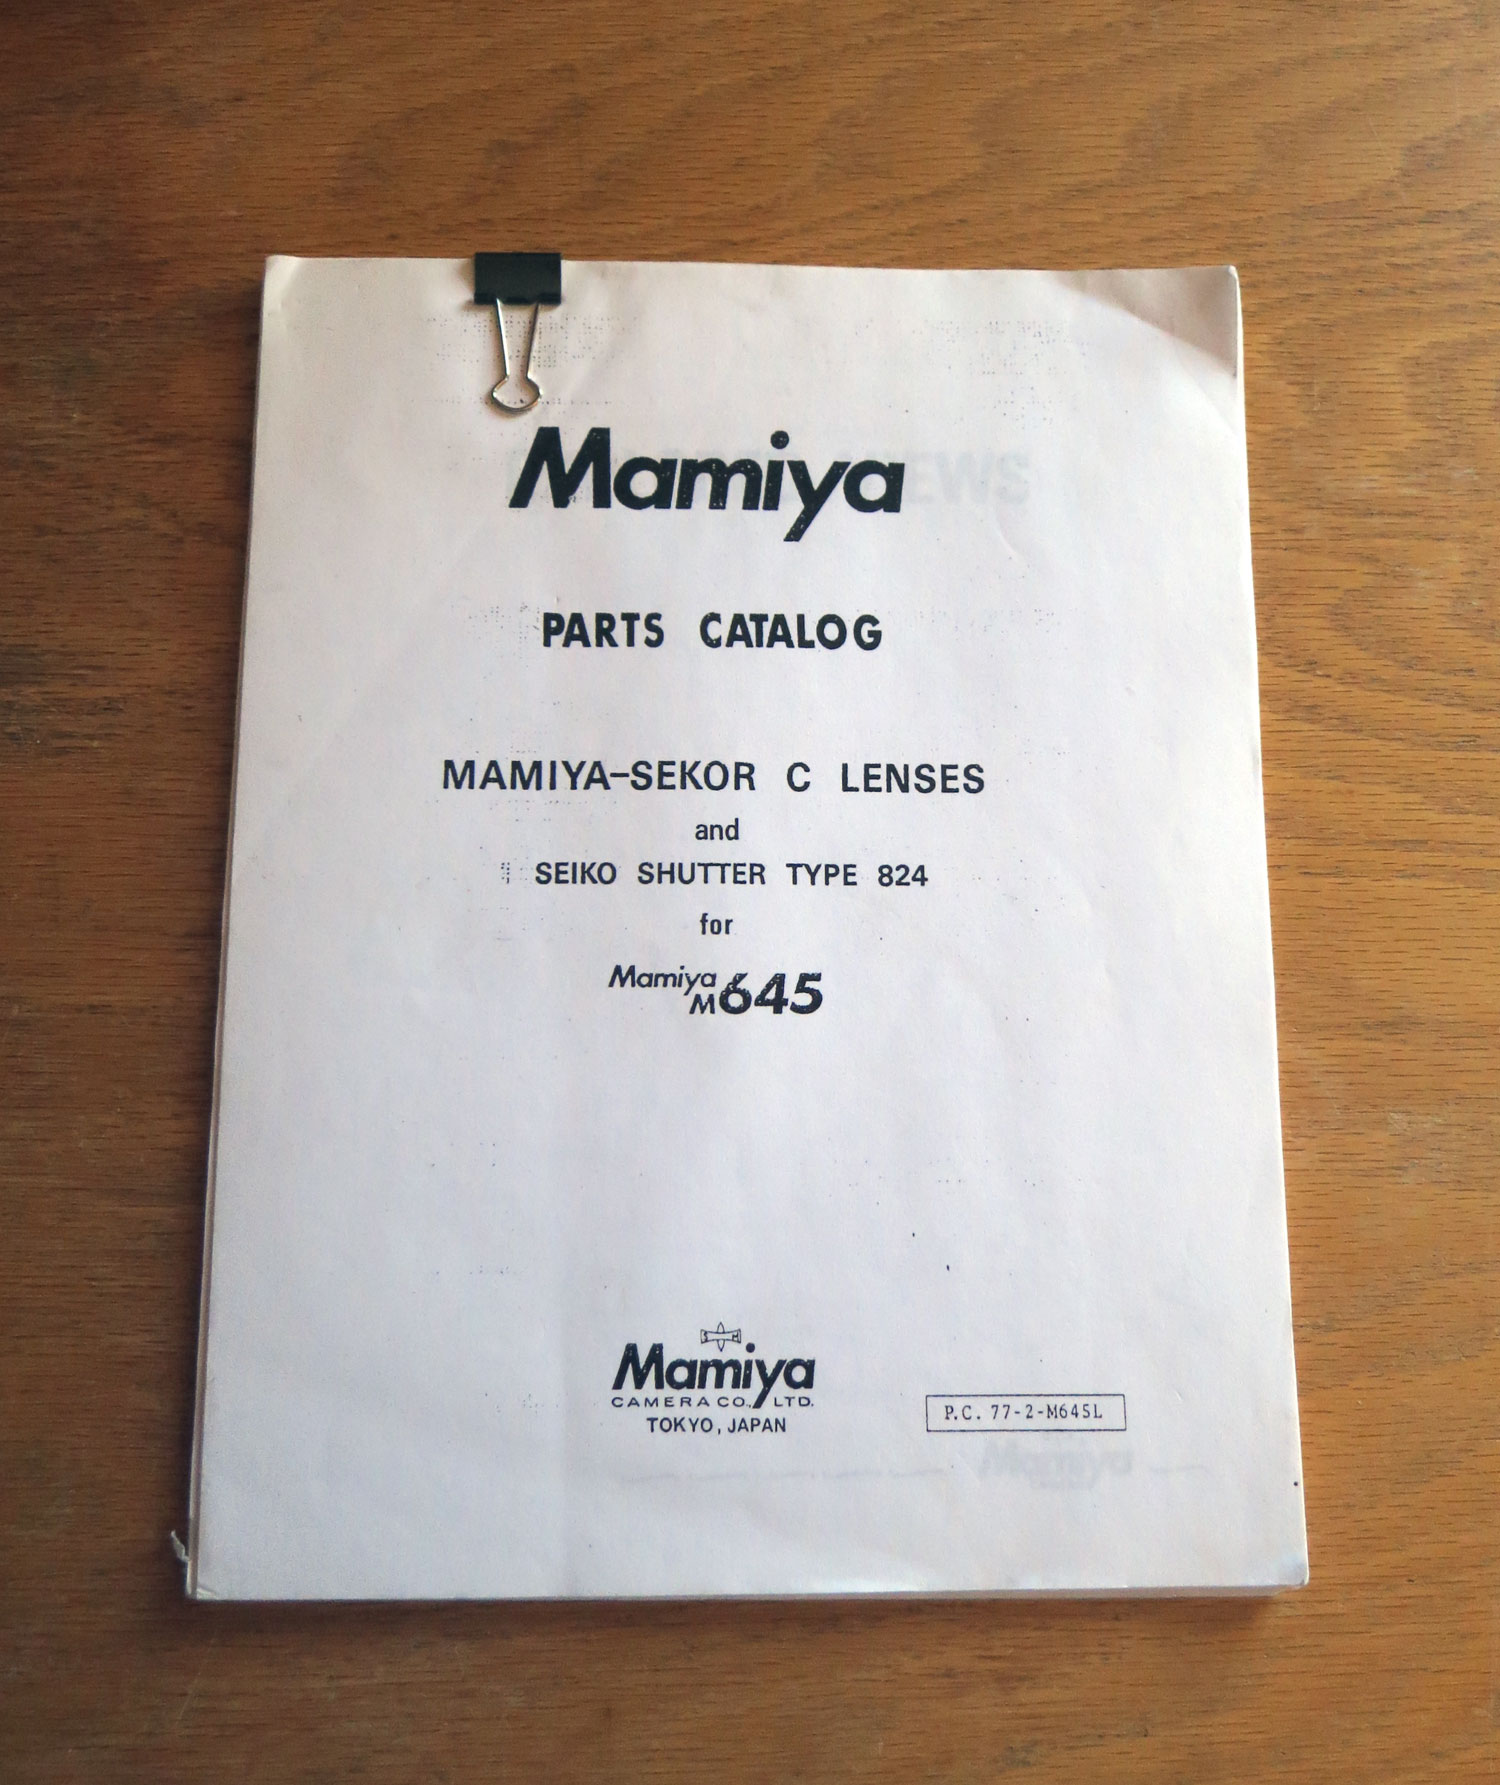 Mamiya
PARTS CATALOG
MAMIYA-SEKOR C LENSES
and
SEIKO SHUTTER TYPE 824
for
Mamiya
M645
Mamiya
CAMERA CO., LTD.
TOKYO, JAPAN
P.C. 77-2-M645L